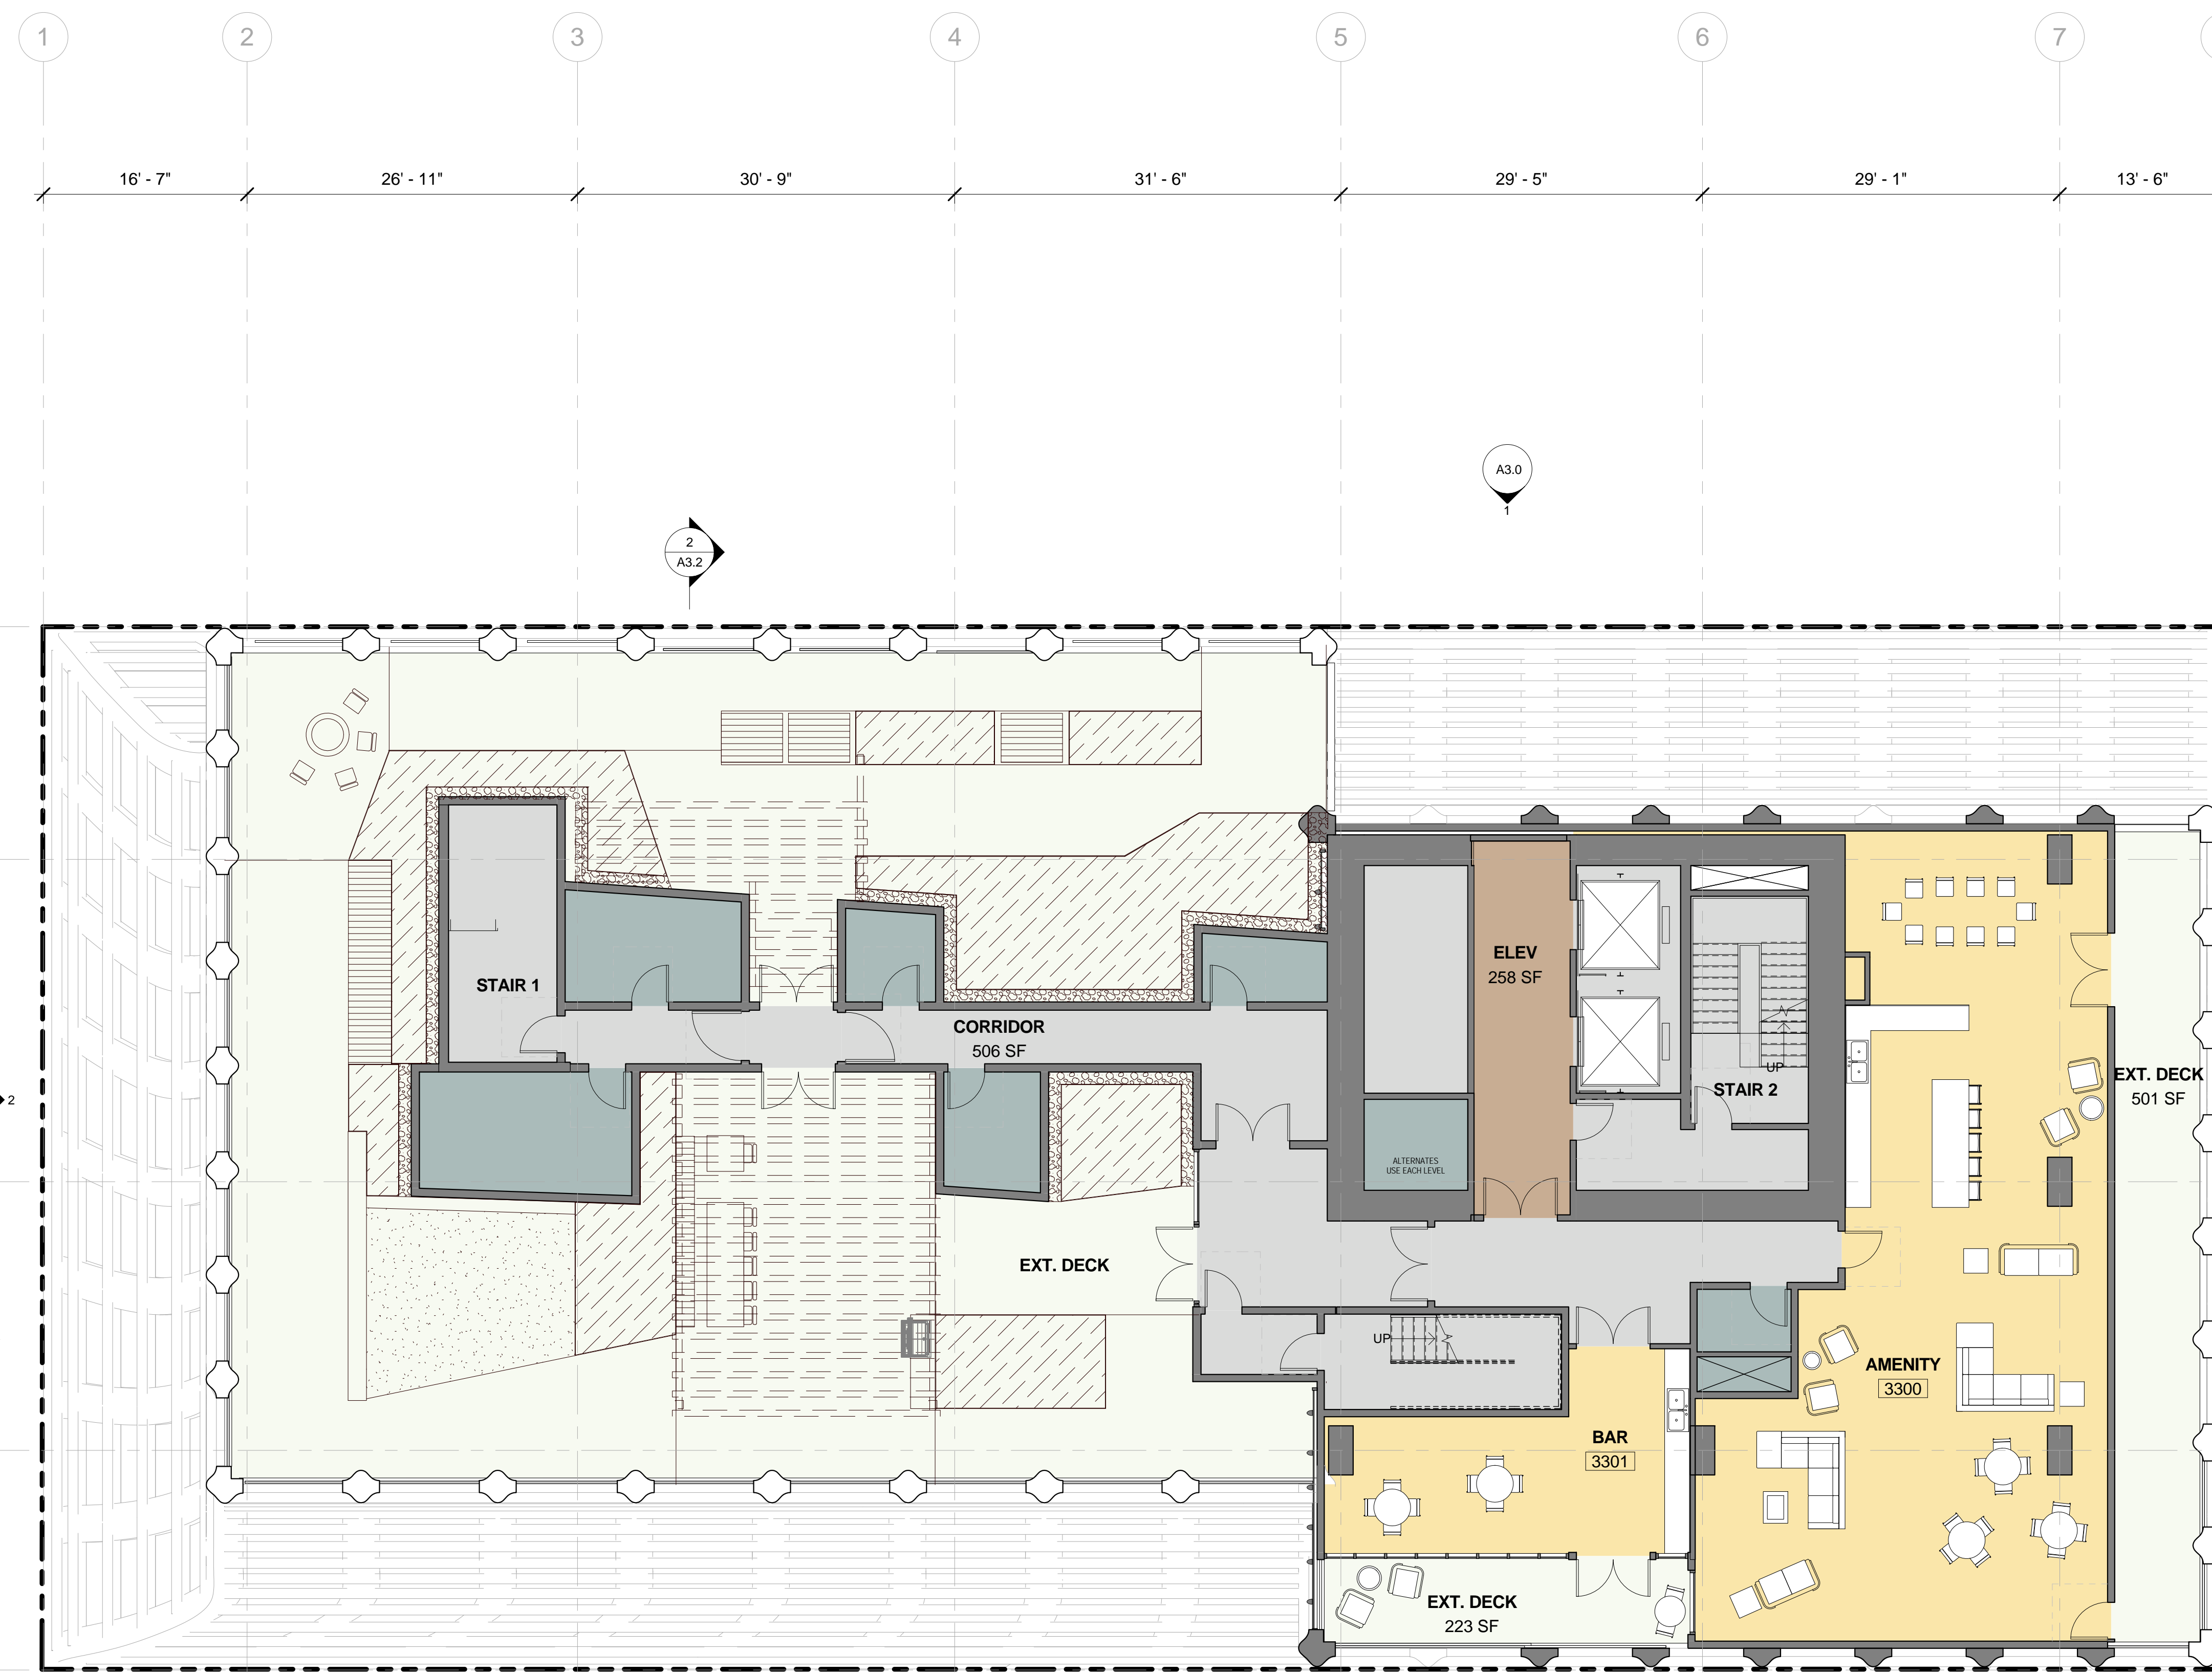 1 2 3 4 5 6 7
16' - 7" 26' - 11" 30' - 9" 31' - 6" 29' - 5" 29' - 1" 13' - 6"
A3.0
1
2
A3.2
ELEV
258 SF
STAIR 1
CORRIDOR
506 SF
UP
STAIR 2
EXT. DECK
501 SF
2
ALTERNATES
USE EACH LEVEL
EXT. DECK
UP
AMENITY
3300
BAR
3301
EXT. DECK
223 SF